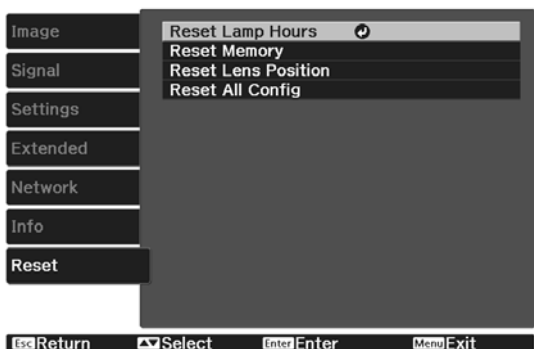 Image
Signal
Settings
Extended
Network
Info
Reset
Reset Lamp Hours
Reset Memory
Reset Lens Position
Reset All Config
Esc Return Select Enter Enter Menu Exit